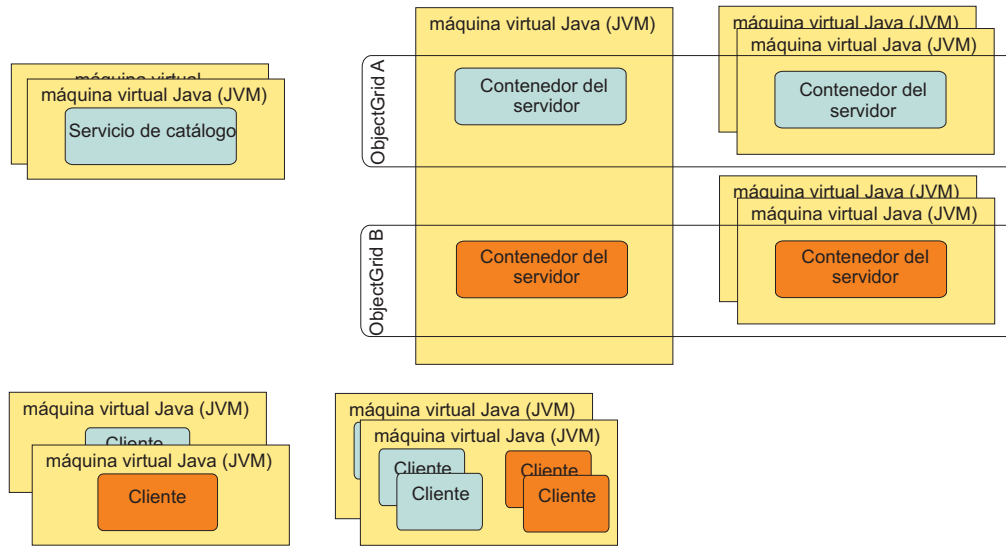 máquina virtual
máquina virtual Java (JVM)
Servicio de catálogo
máquina virtual Java (JVM)
máquina virtual Java (JVM)
máquina virtual Java (JVM)
ObjectGrid A
Contenedor del
servidor
Contenedor del
servidor
máquina virtual Java (JVM)
máquina virtual Java (JVM)
ObjectGrid B
Contenedor del
servidor
Contenedor del
servidor
máquina virtual Java (JVM)
Cliente
máquina virtual Java (JVM)
Cliente
máquina virtual Java (JVM)
máquina virtual Java (JVM)
Cliente
Cliente
Cliente
Cliente